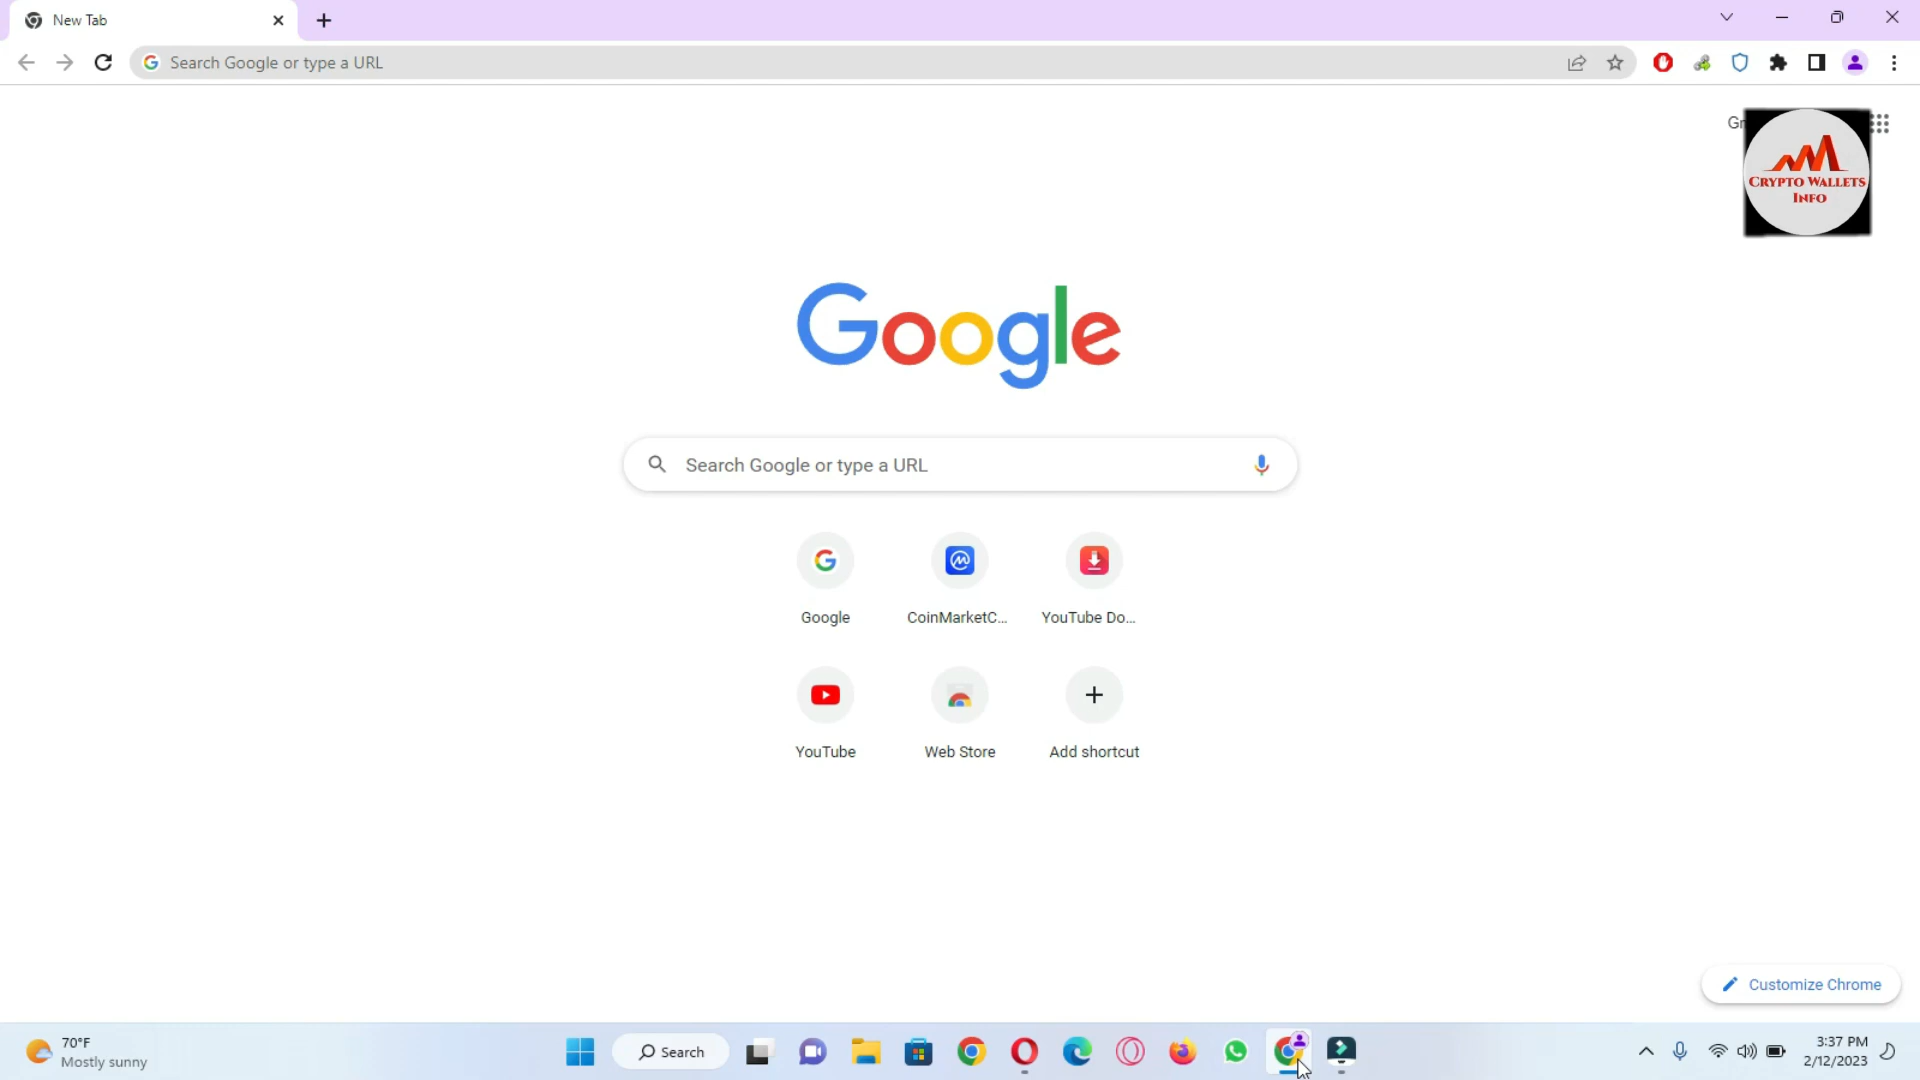 New Tab
Search Google or type a URL
CRYPTO WALLETS
INFO
Google
Search Google or type a URL
Google
CoinMarketC...
YouTube Do...
YouTube
Web Store
Add shortcut
Customize Chrome
70°F
Mostly sunny
Search
3:37 PM
2/12/2023